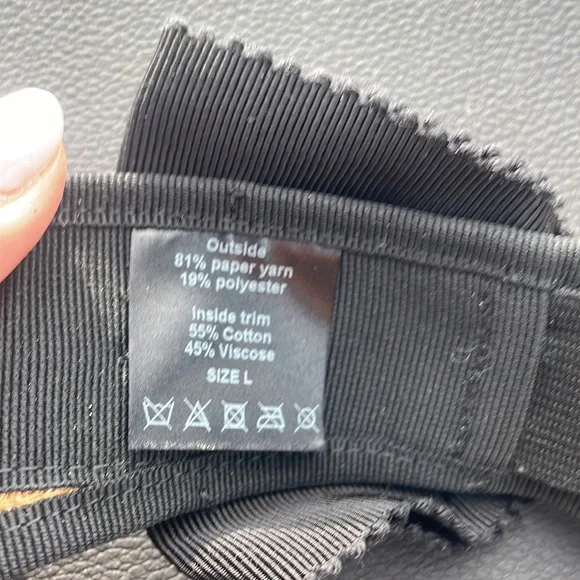 Outside
81% paper yarn
19% polyester
Inside trim
55% Cotton
45% Viscose
SIZE L